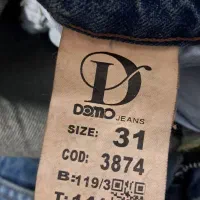 D
DOMO JEANS
SIZE: 31
COD: 3874
B:119/3